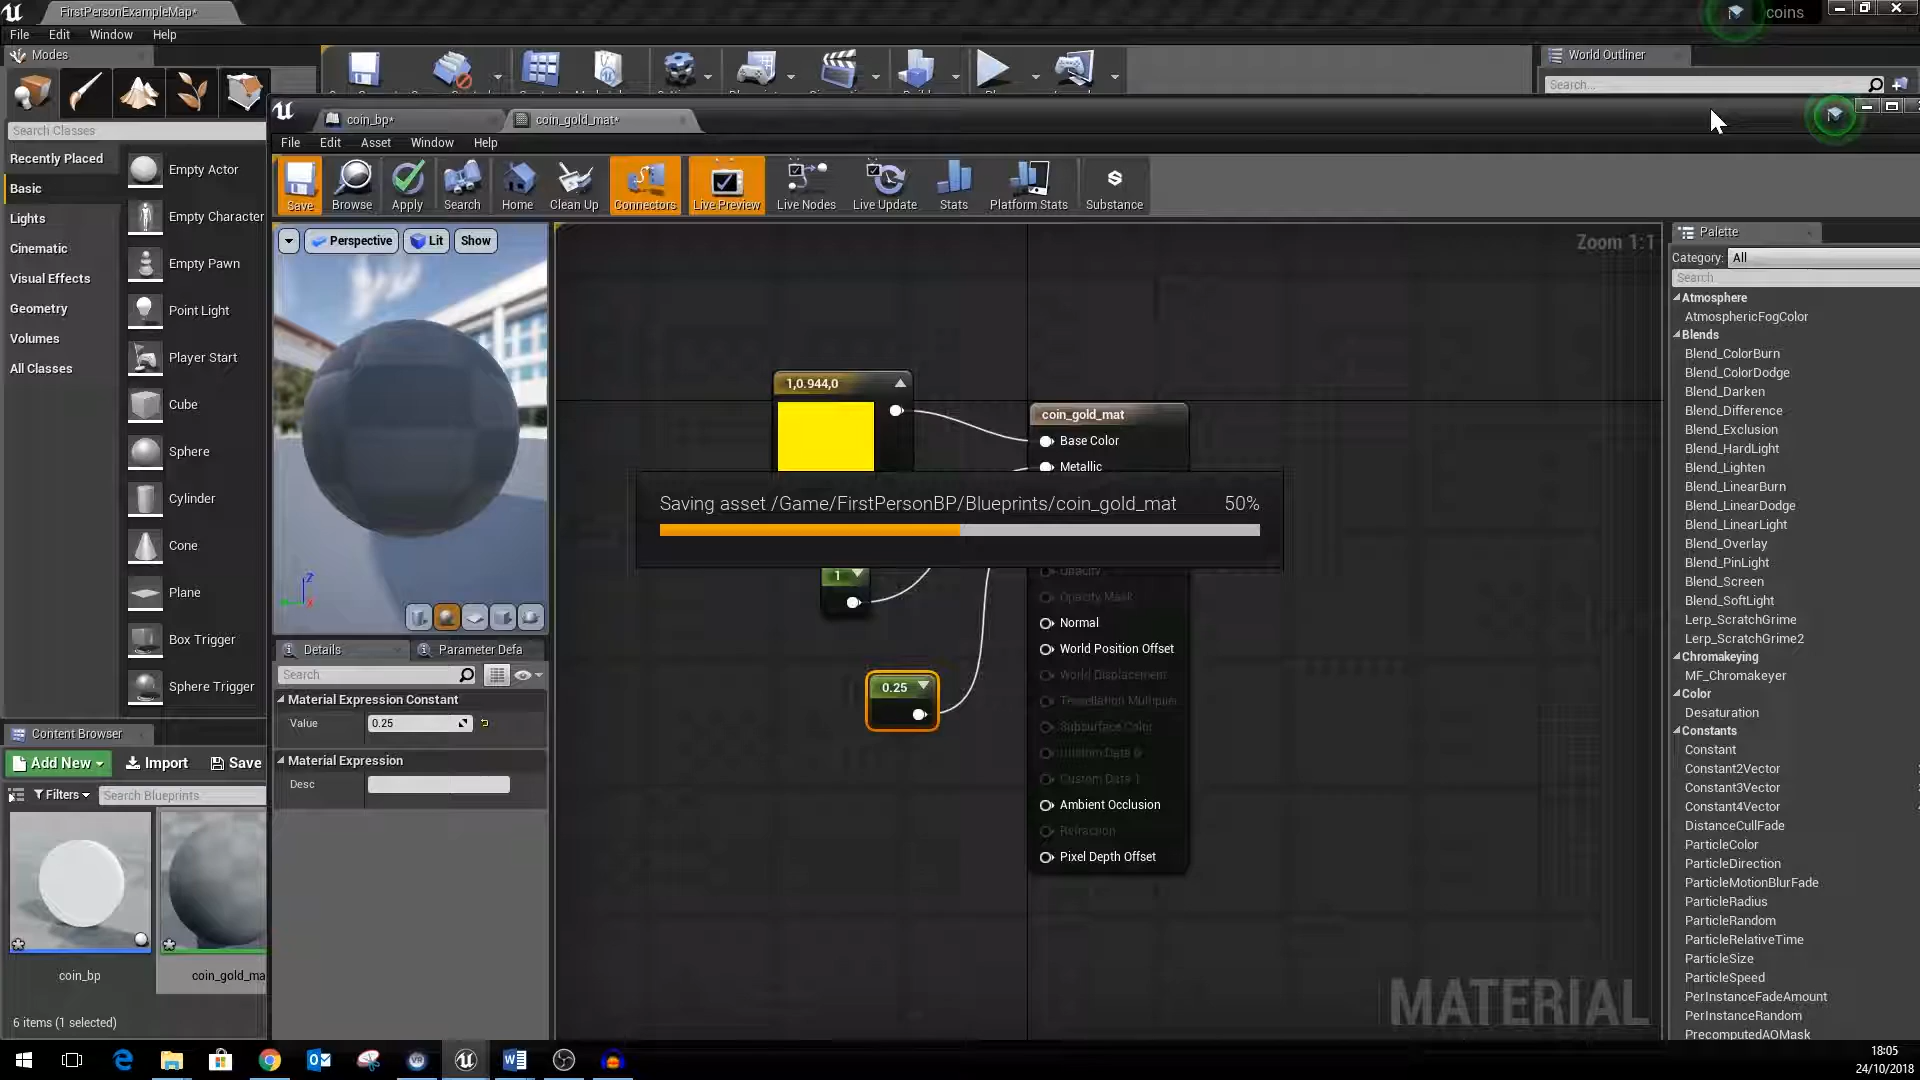 FirstPersonExampleMap*
coins
File Edit Window Help
Modes
World Outliner
Search...
Search Classes
Recently Placed
Basic
Lights
Cinematic
Visual Effects
Geometry
Volumes
All Classes
Empty Actor
Empty Character
Empty Pawn
Point Light
Player Start
Cube
Sphere
Cylinder
Cone
Plane
Box Trigger
Sphere Trigger
coin_bp*
coin_gold_mat*
File Edit Asset Window Help
Save Browse Apply Search Home Clean Up Connectors Live Preview Live Nodes Live Update Stats Platform Stats Substance
Perspective Lit Show
Zoom 1:1
1,0.944,0
coin_gold_mat
Base Color
Metallic
Saving asset /Game/FirstPersonBP/Blueprints/coin_gold_mat 50%
1
0.25
Opacity
Opacity Mask
Normal
World Position Offset
World Displacement
Tessellation Multiplier
Subsurface Color
Custom Data 0
Custom Data 1
Ambient Occlusion
Refraction
Pixel Depth Offset
MATERIAL
Details
Parameter Defa
Search
Material Expression Constant
Value 0.25
Material Expression
Desc
Palette
Category: All
Search
Atmosphere
AtmosphericFogColor
Blends
Blend_ColorBurn
Blend_ColorDodge
Blend_Darken
Blend_Difference
Blend_Exclusion
Blend_HardLight
Blend_Lighten
Blend_LinearBurn
Blend_LinearDodge
Blend_LinearLight
Blend_Overlay
Blend_PinLight
Blend_Screen
Blend_SoftLight
Lerp_ScratchGrime
Lerp_ScratchGrime2
Chromakeying
MF_Chromakeyer
Color
Desaturation
Constants
Constant
Constant2Vector
Constant3Vector
Constant4Vector
DistanceCullFade
ParticleColor
ParticleDirection
ParticleMotionBlurFade
ParticleRadius
ParticleRandom
ParticleRelativeTime
ParticleSize
ParticleSpeed
PerInstanceFadeAmount
PerInstanceRandom
PrecomputedAOMask
Content Browser
Add New Import Save
Filters Search Blueprints
coin_bp
coin_gold_ma
6 items (1 selected)
18:05
24/10/2018